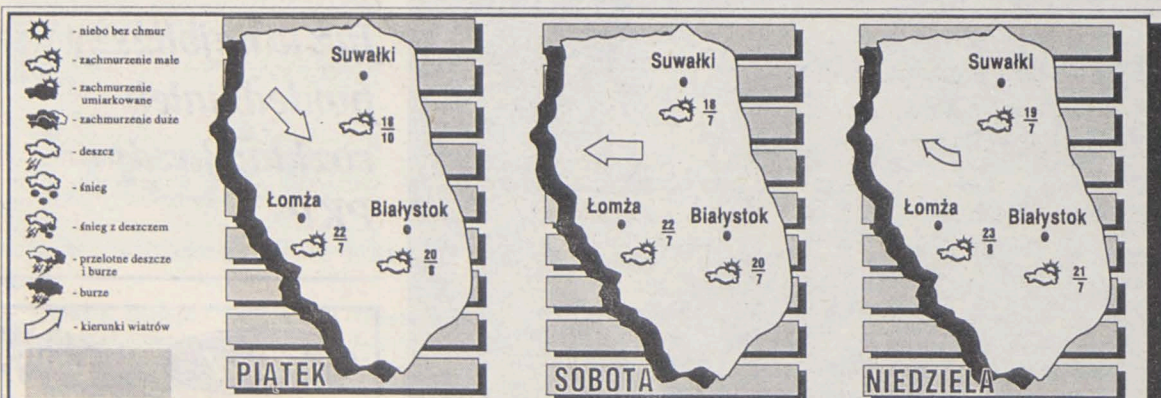 - niebo bez chmur
- zachmurzenie małe
- zachmurzenie
umiarkowane
- zachmurzenie duże
- deszcz
- śnieg
- śnieg z deszczem
- przelotne deszcze
i burze
- burze
- kierunki wiatrów
Suwałki
18
10
Łomża
22
7
Białystok
20
8
PIĄTEK
Suwałki
18
7
Łomża
22
7
Białystok
20
7
SOBOTA
Suwałki
19
7
Łomża
23
8
Białystok
21
7
NIEDZIELA